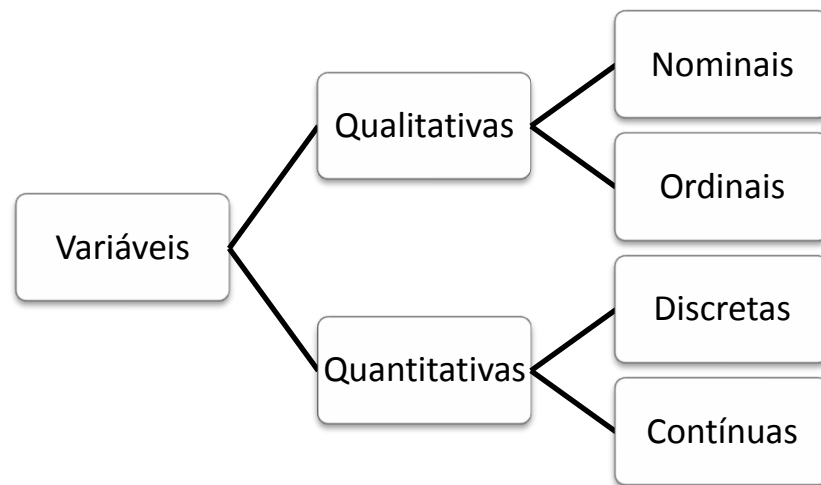 Variáveis
Qualitativas
Nominais
Ordinais
Quantitativas
Discretas
Contínuas